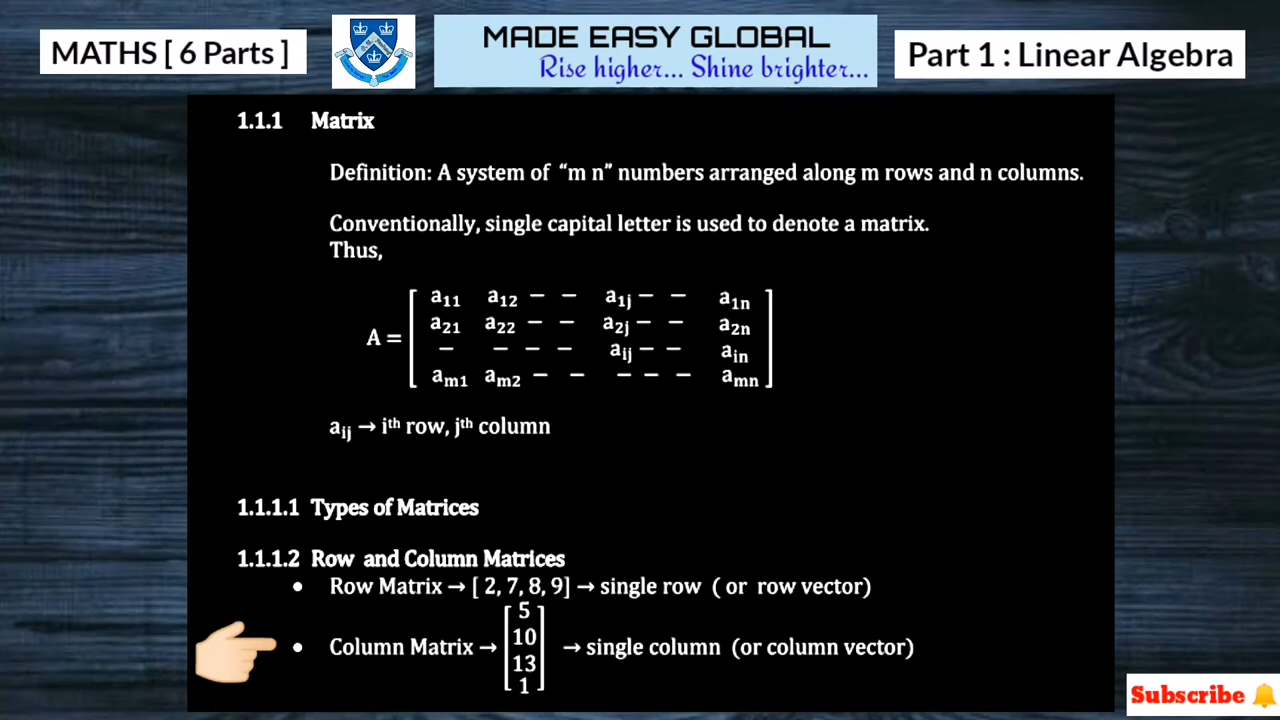 MATHS [ 6 Parts ]
MADE EASY GLOBAL
Rise higher... Shine brighter...
Part 1 : Linear Algebra
1.1.1 Matrix
Definition: A system of “m n” numbers arranged along m rows and n columns.
Conventionally, single capital letter is used to denote a matrix.
Thus,
a11 a12 – – a1j – – a1n
a21 a22 – – a2j – – a2n
A =
– – – – aij – – ain
am1 am2 – – – – – amn
aij → ith row, jth column
1.1.1.1 Types of Matrices
1.1.1.2 Row and Column Matrices
• Row Matrix → [ 2, 7, 8, 9] → single row ( or row vector)
5
10
• Column Matrix → → single column (or column vector)
13
1
Subscribe